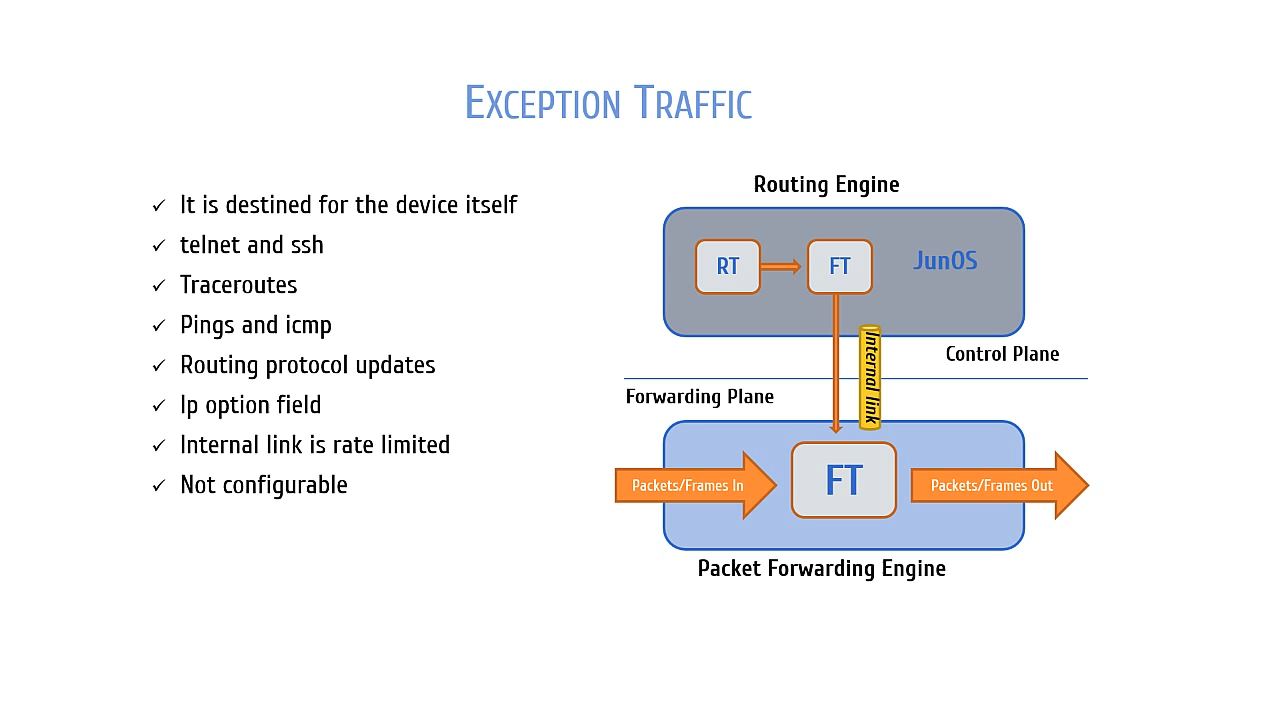 Exception Traffic
It is destined for the device itself
telnet and ssh
Traceroutes
Pings and icmp
Routing protocol updates
Ip option field
Internal link is rate limited
Not configurable
Routing Engine
RT
FT
JunOS
Internal link
Control Plane
Forwarding Plane
Packets/Frames In
FT
Packets/Frames Out
Packet Forwarding Engine